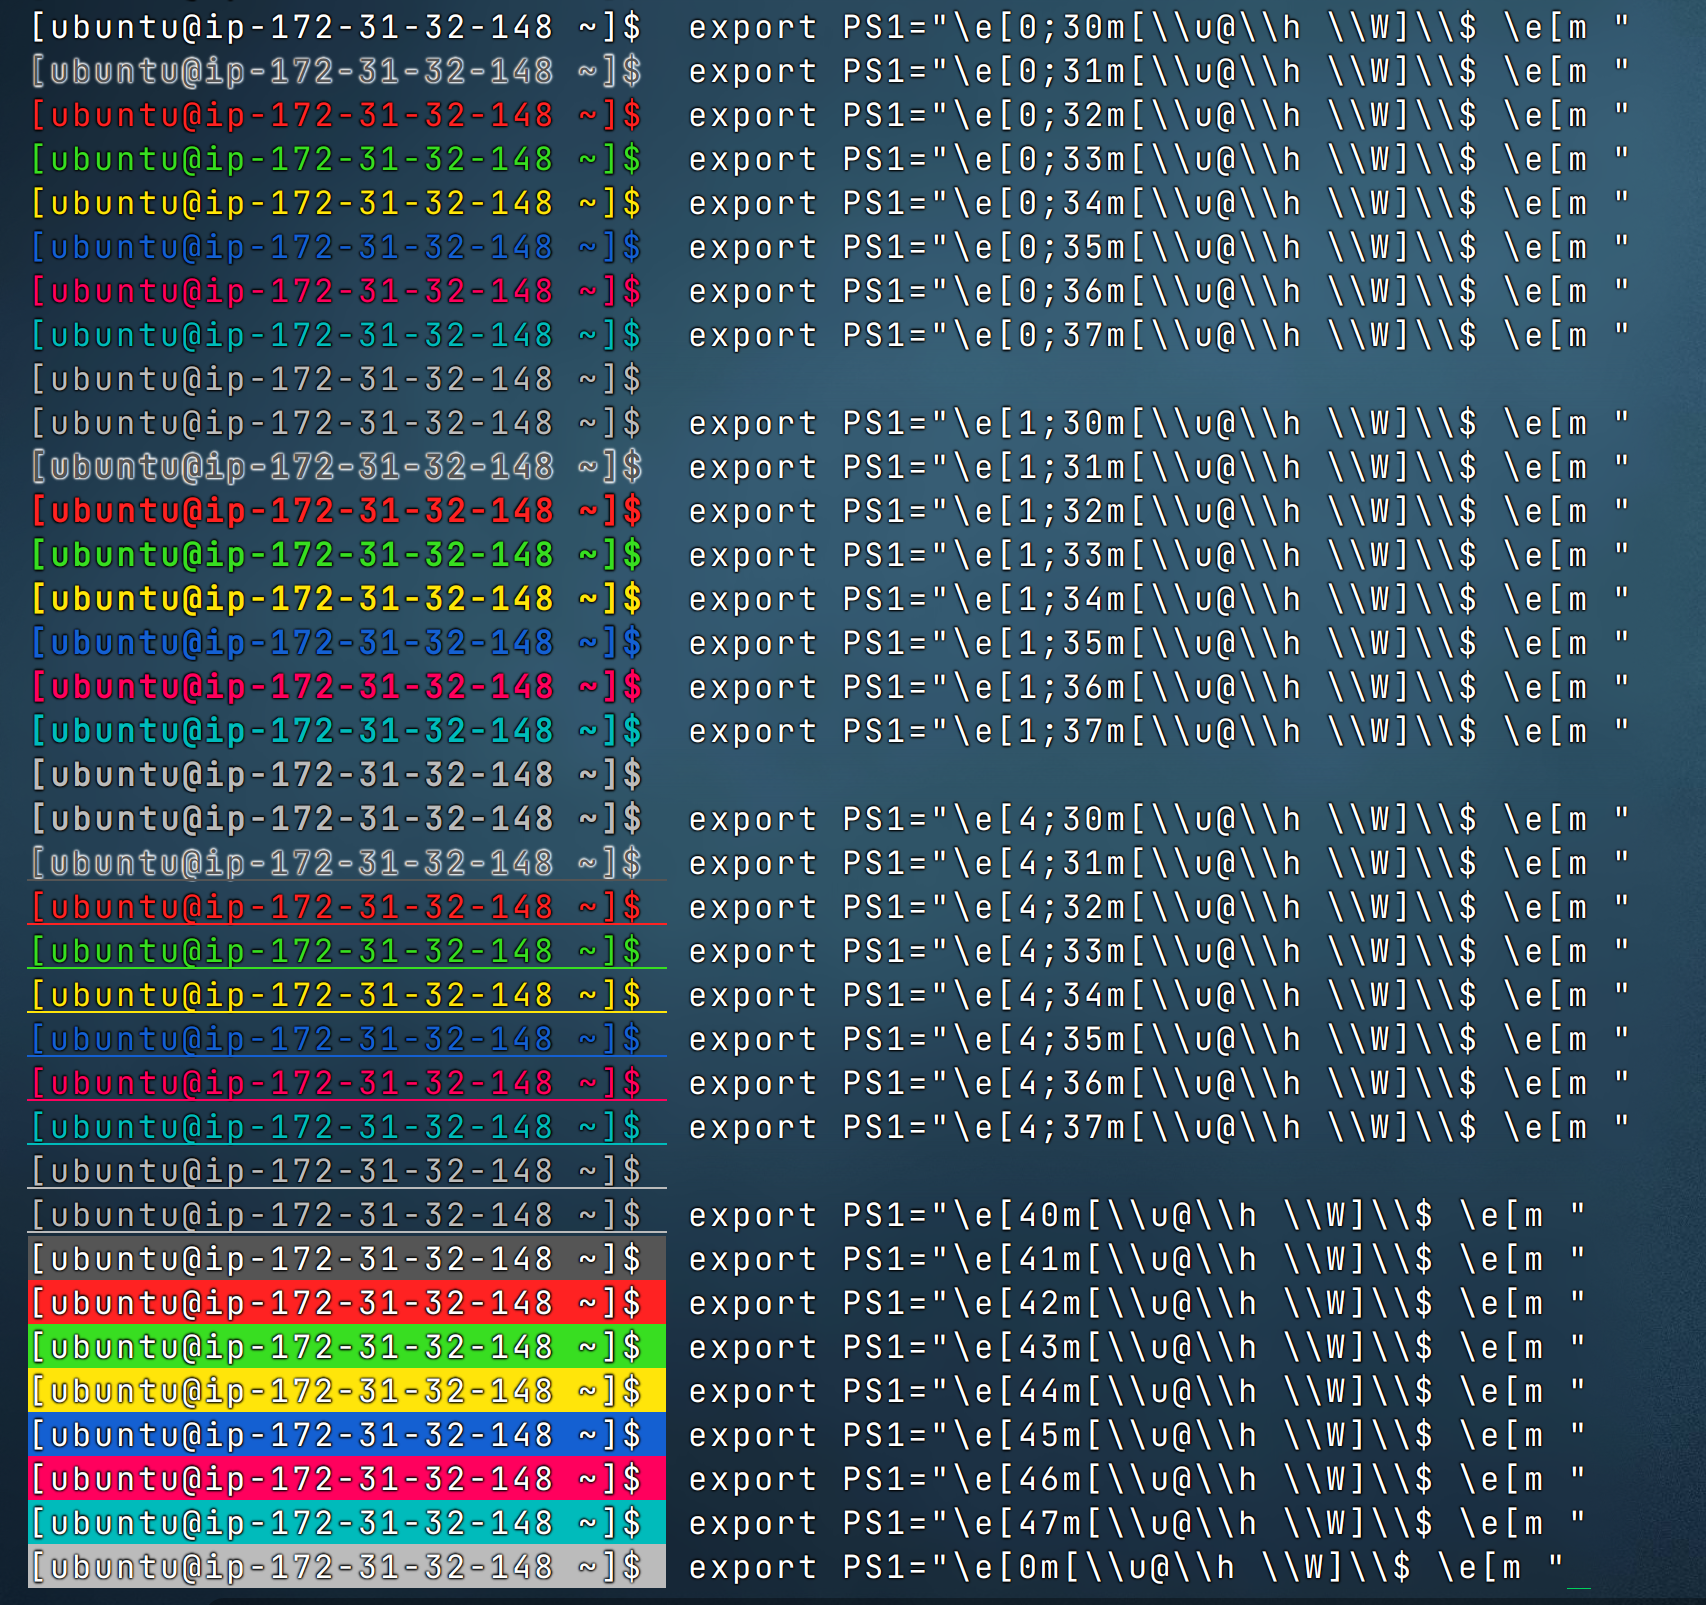 [ubuntu@ip-172-31-32-148 ~]$  export PS1="\e[0;30m[\\u@\\h \\W]\\$ \e[m "
[ubuntu@ip-172-31-32-148 ~]$  export PS1="\e[0;31m[\\u@\\h \\W]\\$ \e[m "
[ubuntu@ip-172-31-32-148 ~]$  export PS1="\e[0;32m[\\u@\\h \\W]\\$ \e[m "
[ubuntu@ip-172-31-32-148 ~]$  export PS1="\e[0;33m[\\u@\\h \\W]\\$ \e[m "
[ubuntu@ip-172-31-32-148 ~]$  export PS1="\e[0;34m[\\u@\\h \\W]\\$ \e[m "
[ubuntu@ip-172-31-32-148 ~]$  export PS1="\e[0;35m[\\u@\\h \\W]\\$ \e[m "
[ubuntu@ip-172-31-32-148 ~]$  export PS1="\e[0;36m[\\u@\\h \\W]\\$ \e[m "
[ubuntu@ip-172-31-32-148 ~]$  export PS1="\e[0;37m[\\u@\\h \\W]\\$ \e[m "
[ubuntu@ip-172-31-32-148 ~]$
[ubuntu@ip-172-31-32-148 ~]$  export PS1="\e[1;30m[\\u@\\h \\W]\\$ \e[m "
[ubuntu@ip-172-31-32-148 ~]$  export PS1="\e[1;31m[\\u@\\h \\W]\\$ \e[m "
[ubuntu@ip-172-31-32-148 ~]$  export PS1="\e[1;32m[\\u@\\h \\W]\\$ \e[m "
[ubuntu@ip-172-31-32-148 ~]$  export PS1="\e[1;33m[\\u@\\h \\W]\\$ \e[m "
[ubuntu@ip-172-31-32-148 ~]$  export PS1="\e[1;34m[\\u@\\h \\W]\\$ \e[m "
[ubuntu@ip-172-31-32-148 ~]$  export PS1="\e[1;35m[\\u@\\h \\W]\\$ \e[m "
[ubuntu@ip-172-31-32-148 ~]$  export PS1="\e[1;36m[\\u@\\h \\W]\\$ \e[m "
[ubuntu@ip-172-31-32-148 ~]$  export PS1="\e[1;37m[\\u@\\h \\W]\\$ \e[m "
[ubuntu@ip-172-31-32-148 ~]$
[ubuntu@ip-172-31-32-148 ~]$  export PS1="\e[4;30m[\\u@\\h \\W]\\$ \e[m "
[ubuntu@ip-172-31-32-148 ~]$  export PS1="\e[4;31m[\\u@\\h \\W]\\$ \e[m "
[ubuntu@ip-172-31-32-148 ~]$  export PS1="\e[4;32m[\\u@\\h \\W]\\$ \e[m "
[ubuntu@ip-172-31-32-148 ~]$  export PS1="\e[4;33m[\\u@\\h \\W]\\$ \e[m "
[ubuntu@ip-172-31-32-148 ~]$  export PS1="\e[4;34m[\\u@\\h \\W]\\$ \e[m "
[ubuntu@ip-172-31-32-148 ~]$  export PS1="\e[4;35m[\\u@\\h \\W]\\$ \e[m "
[ubuntu@ip-172-31-32-148 ~]$  export PS1="\e[4;36m[\\u@\\h \\W]\\$ \e[m "
[ubuntu@ip-172-31-32-148 ~]$  export PS1="\e[4;37m[\\u@\\h \\W]\\$ \e[m "
[ubuntu@ip-172-31-32-148 ~]$
[ubuntu@ip-172-31-32-148 ~]$  export PS1="\e[40m[\\u@\\h \\W]\\$ \e[m "
[ubuntu@ip-172-31-32-148 ~]$  export PS1="\e[41m[\\u@\\h \\W]\\$ \e[m "
[ubuntu@ip-172-31-32-148 ~]$  export PS1="\e[42m[\\u@\\h \\W]\\$ \e[m "
[ubuntu@ip-172-31-32-148 ~]$  export PS1="\e[43m[\\u@\\h \\W]\\$ \e[m "
[ubuntu@ip-172-31-32-148 ~]$  export PS1="\e[44m[\\u@\\h \\W]\\$ \e[m "
[ubuntu@ip-172-31-32-148 ~]$  export PS1="\e[45m[\\u@\\h \\W]\\$ \e[m "
[ubuntu@ip-172-31-32-148 ~]$  export PS1="\e[46m[\\u@\\h \\W]\\$ \e[m "
[ubuntu@ip-172-31-32-148 ~]$  export PS1="\e[47m[\\u@\\h \\W]\\$ \e[m "
[ubuntu@ip-172-31-32-148 ~]$  export PS1="\e[0m[\\u@\\h \\W]\\$ \e[m "